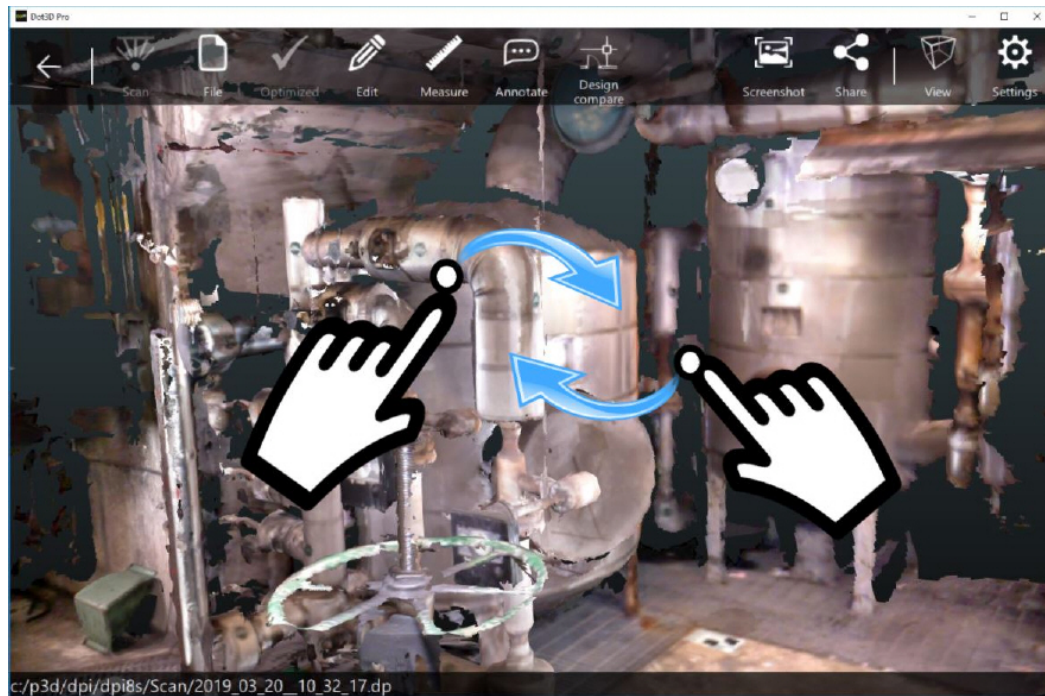 Dot3D Pro
Scan
File
Optimized
Edit
Measure
Annotate
Design
compare
Screenshot
Share
View
Settings
c:/p3d/dpi/dpi8s/Scan/2019_03_20__10_32_17.dp